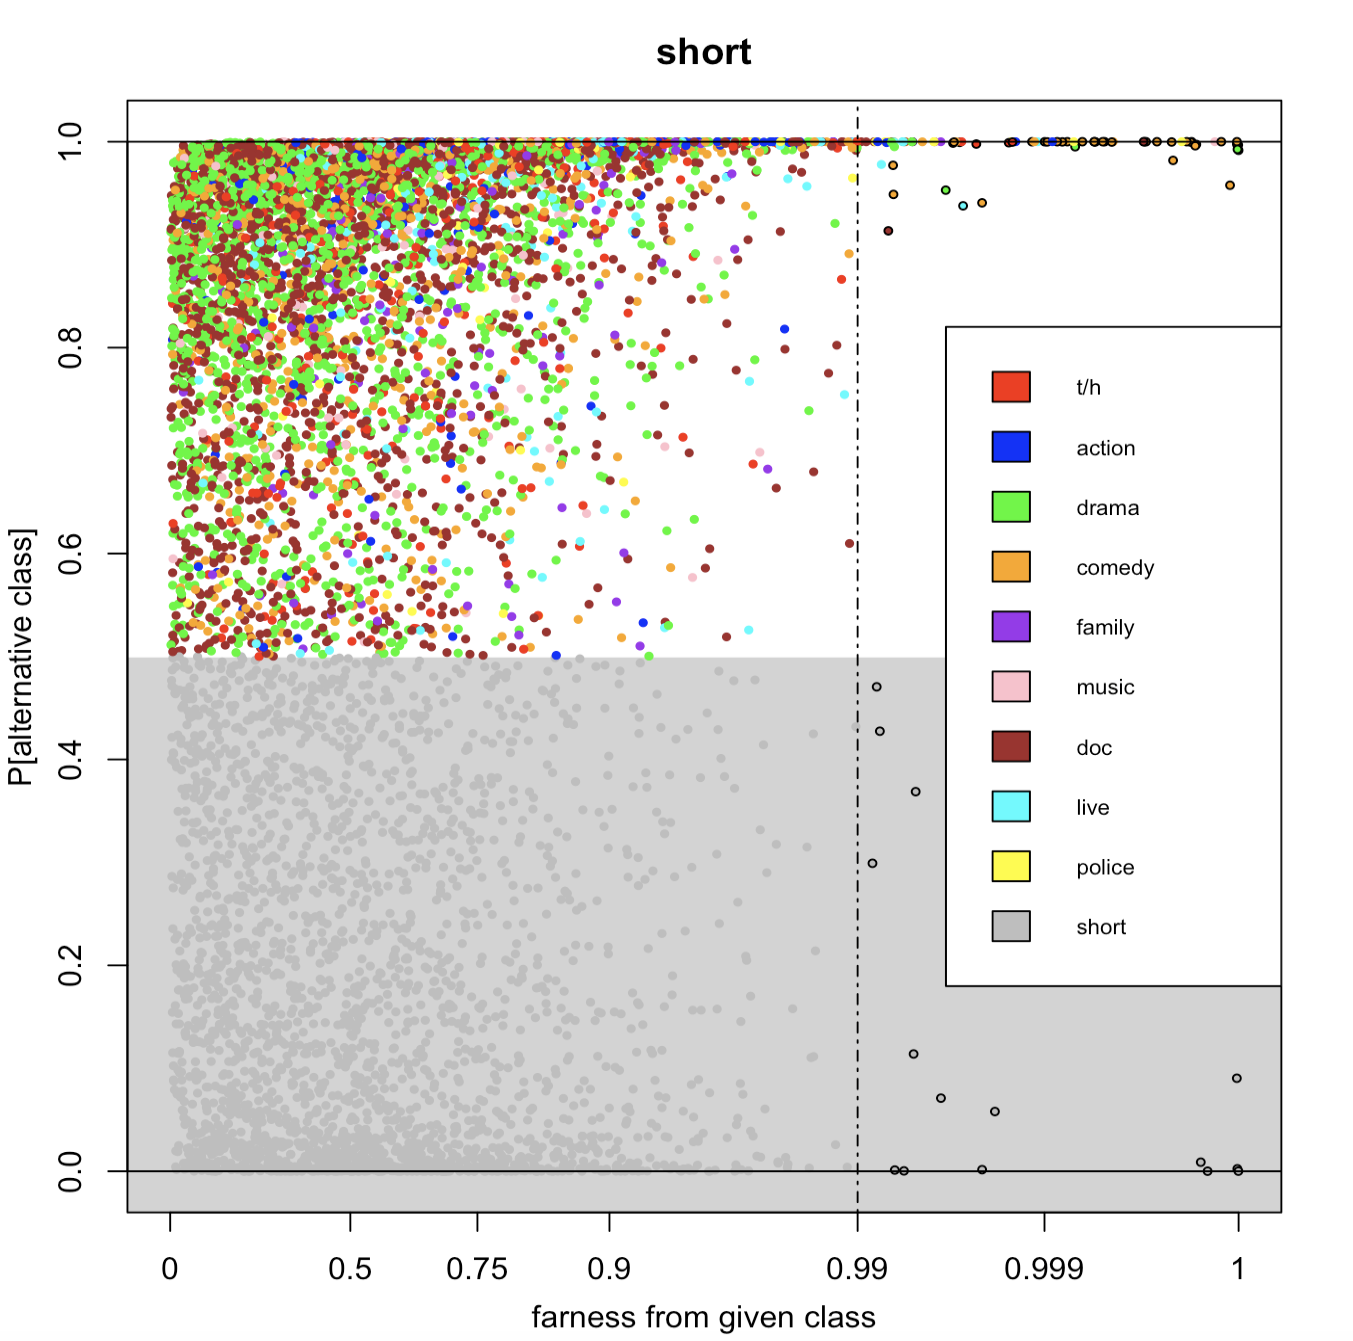 short
1.0
0.8
0.6
0.4
0.2
0.0
P[alternative class]
t/h
action
drama
comedy
family
music
doc
live
police
short
0 0.5 0.75 0.9 0.99 0.999 1
farness from given class